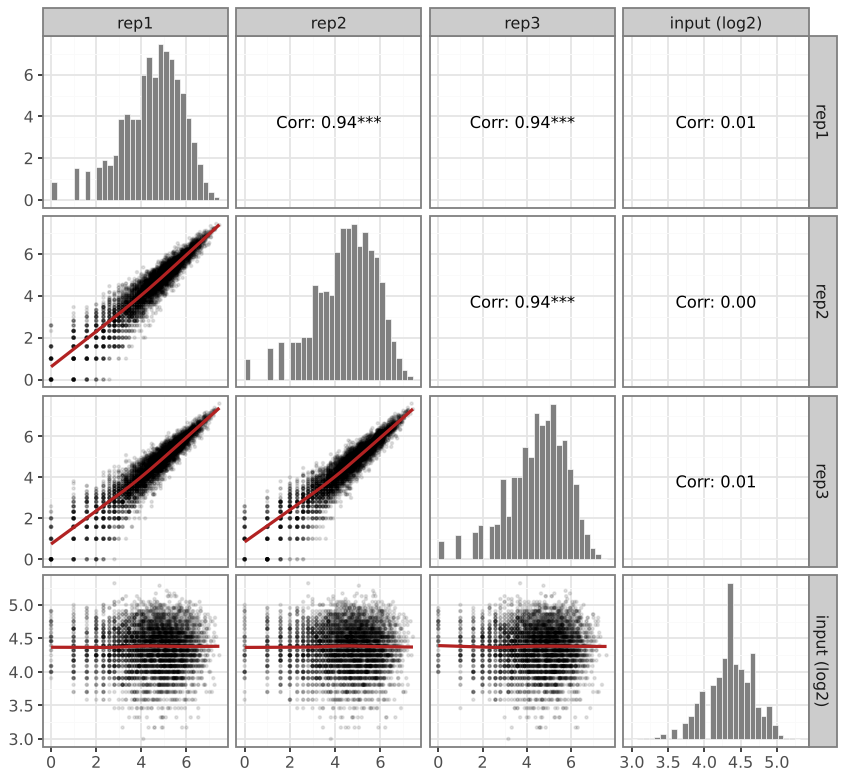 rep1 rep2 rep3 input (log2)
6
4
2
0
Corr: 0.94*** Corr: 0.94*** Corr: 0.01
rep1
6
4
2
0
Corr: 0.94*** Corr: 0.00
rep2
6
4
2
0
Corr: 0.01
rep3
5.0
4.5
4.0
3.5
3.0
input (log2)
0 2 4 6 0 2 4 6 0 2 4 6 3.0 3.5 4.0 4.5 5.0